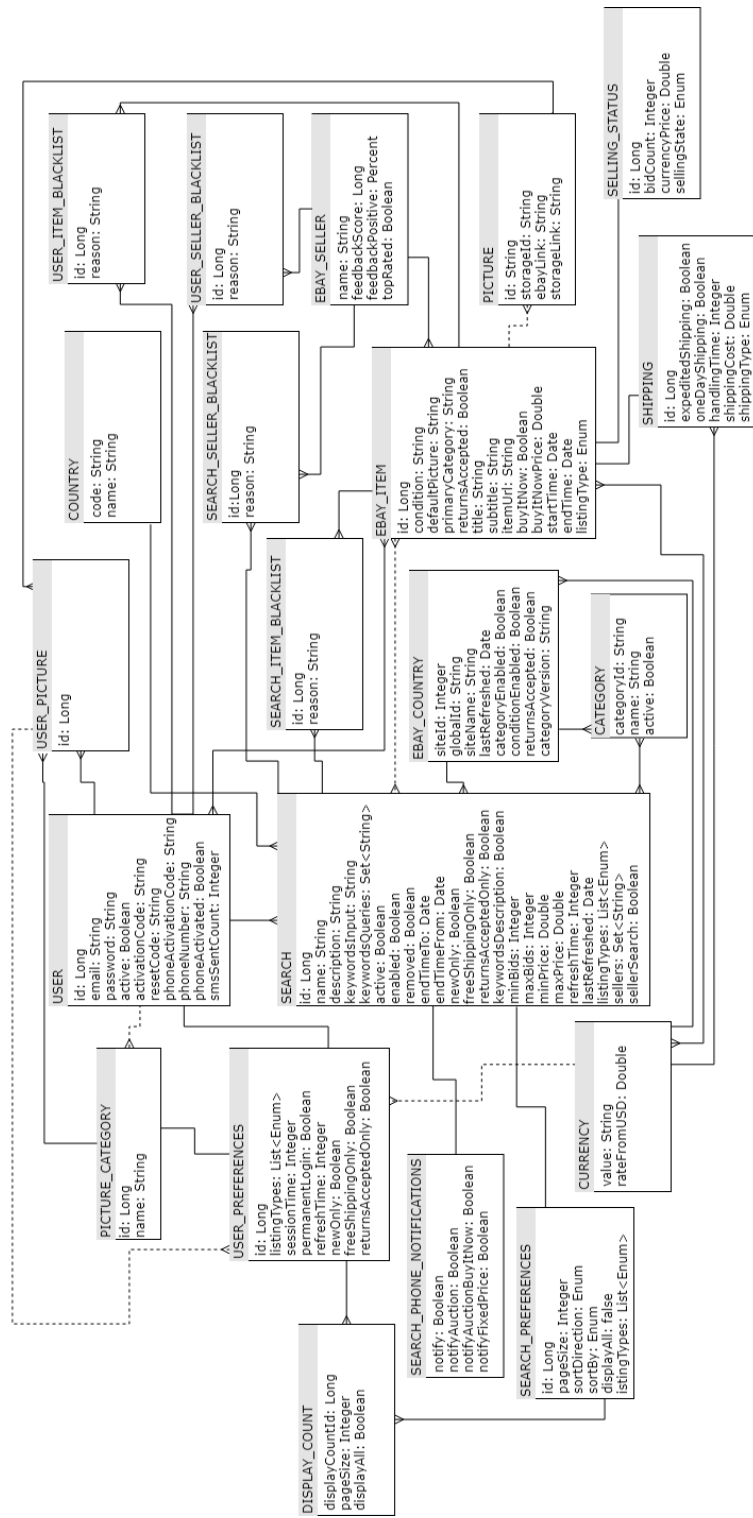 USER_ITEM_BLACKLIST
id: Long
reason: String
USER_SELLER_BLACKLIST
id: Long
reason: String
EBAY_SELLER
name: String
feedbackScore: Long
feedbackPositive: Percent
topRated: Boolean
PICTURE
id: String
storageId: String
ebayLink: String
storageLink: String
SELLING_STATUS
id: Long
bidCount: Integer
currencyPrice: Double
sellingState: Enum
COUNTRY
code: String
name: String
SEARCH_SELLER_BLACKLIST
id:Long
reason: String
EBAY_ITEM
id: Long
condition: String
defaultPicture: String
primaryCategory: String
returnsAccepted: Boolean
title: String
subtitle: String
itemUrl: String
buyItNow: Boolean
buyItNowPrice: Double
startTime: Date
endTime: Date
listingType: Enum
SHIPPING
id: Long
expeditedShipping: Boolean
oneDayShipping: Boolean
handlingTime: Integer
shippingCost: Double
shippingType: Enum
USER_PICTURE
id: Long
SEARCH_ITEM_BLACKLIST
id: Long
reason: String
EBAY_COUNTRY
siteId: Integer
globalId: String
siteName: String
lastRefreshed: Date
categoryEnabled: Boolean
conditionEnabled: Boolean
returnsAccepted: Boolean
categoryVersion: String
CATEGORY
categoryId: String
name: String
active: Boolean
USER
id: Long
email: String
password: String
active: Boolean
activationCode: String
resetCode: String
phoneActivationCode: String
phoneNumber: String
phoneActivated: Boolean
smsSentCount: Integer
SEARCH
id: Long
name: String
description: String
keywordsInput: String
keywordsQueries: Set<String>
active: Boolean
enabled: Boolean
removed: Boolean
endTimeTo: Date
endTimeFrom: Date
newOnly: Boolean
freeShippingOnly: Boolean
returnsAcceptedOnly: Boolean
keywordsDescription: Boolean
minBids: Integer
maxBids: Integer
minPrice: Double
maxPrice: Double
refreshTime: Integer
lastRefreshed: Date
listingTypes: List<Enum>
sellers: Set<String>
sellerSearch: Boolean
PICTURE_CATEGORY
id: Long
name: String
USER_PREFERENCES
id: Long
listingTypes: List<Enum>
sessionTime: Integer
permanentLogin: Boolean
refreshTime: Integer
newOnly: Boolean
freeShippingOnly: Boolean
returnsAcceptedOnly: Boolean
SEARCH_PHONE_NOTIFICATIONS
notify: Boolean
notifyAuction: Boolean
notifyAuctionBuyItNow: Boolean
notifyFixedPrice: Boolean
CURRENCY
value: String
rateFromUSD: Double
DISPLAY_COUNT
displayCountId: Long
pageSize: Integer
displayAll: Boolean
SEARCH_PREFERENCES
id: Long
pageSize: Integer
sortDirection: Enum
sortBy: Enum
displayAll: false
istingTypes: List<Enum>